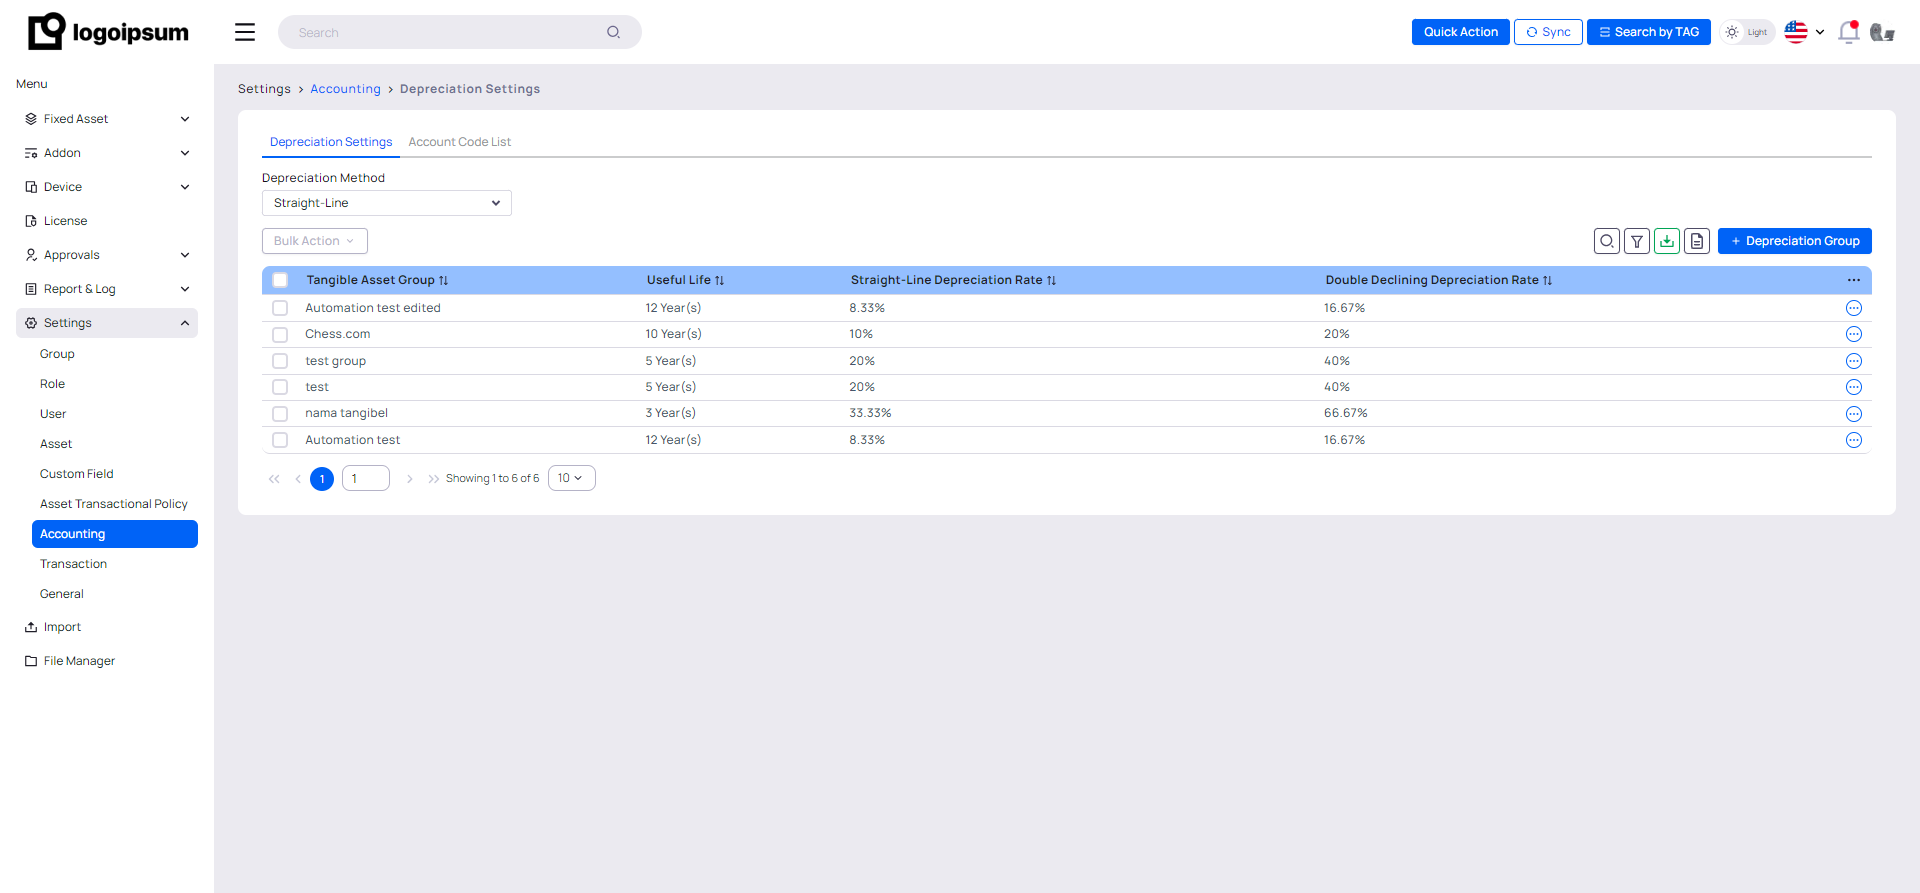 logoipsum
Search
Quick Action
Sync
Search by TAG
Light
Menu
Fixed Asset
Addon
Device
License
Approvals
Report & Log
Settings
Group
Role
User
Asset
Custom Field
Asset Transactional Policy
Accounting
Transaction
General
Import
File Manager
Settings > Accounting > Depreciation Settings
Depreciation Settings
Account Code List
Depreciation Method
Straight-Line
Bulk Action
+ Depreciation Group
Tangible Asset Group Useful Life Straight-Line Depreciation Rate Double Declining Depreciation Rate
Automation test edited 12 Year(s) 8.33% 16.67%
Chess.com 10 Year(s) 10% 20%
test group 5 Year(s) 20% 40%
test 5 Year(s) 20% 40%
nama tangibel 3 Year(s) 33.33% 66.67%
Automation test 12 Year(s) 8.33% 16.67%
1 1 Showing 1 to 6 of 6 10